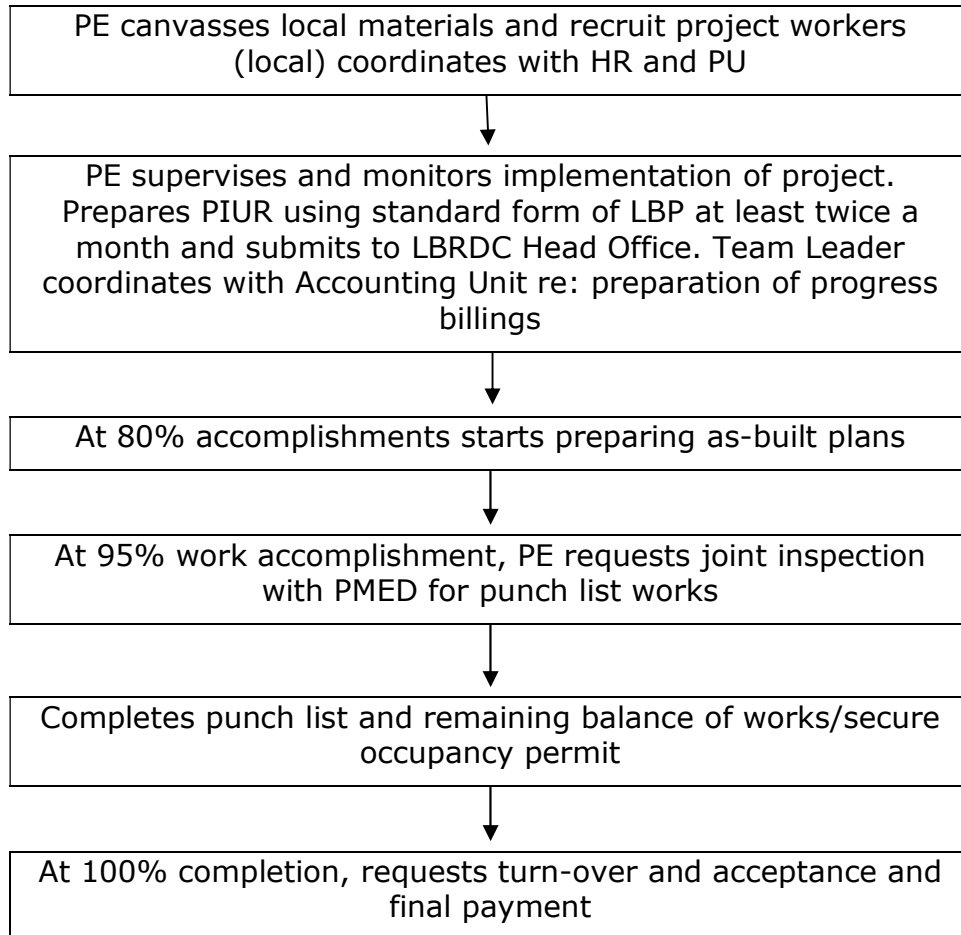 PE canvasses local materials and recruit project workers
(local) coordinates with HR and PU
PE supervises and monitors implementation of project.
Prepares PIUR using standard form of LBP at least twice a
month and submits to LBRDC Head Office. Team Leader
coordinates with Accounting Unit re: preparation of progress
billings
At 80% accomplishments starts preparing as-built plans
At 95% work accomplishment, PE requests joint inspection
with PMED for punch list works
Completes punch list and remaining balance of works/secure
occupancy permit
At 100% completion, requests turn-over and acceptance and
final payment